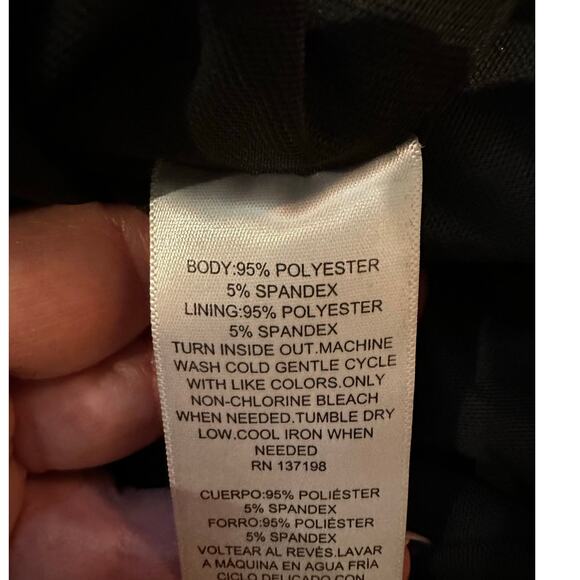 BODY:95% POLYESTER
5% SPANDEX
LINING:95% POLYESTER
5% SPANDEX
TURN INSIDE OUT.MACHINE
WASH COLD GENTLE CYCLE
WITH LIKE COLORS.ONLY
NON-CHLORINE BLEACH
WHEN NEEDED.TUMBLE DRY
LOW.COOL IRON WHEN
NEEDED
RN 137198
CUERPO:95% POLIÉSTER
5% SPANDEX
FORRO:95% POLIÉSTER
5% SPANDEX
VOLTEAR AL REVÉS.LAVAR
A MÁQUINA EN AGUA FRÍA
CICLO DELICADO CON